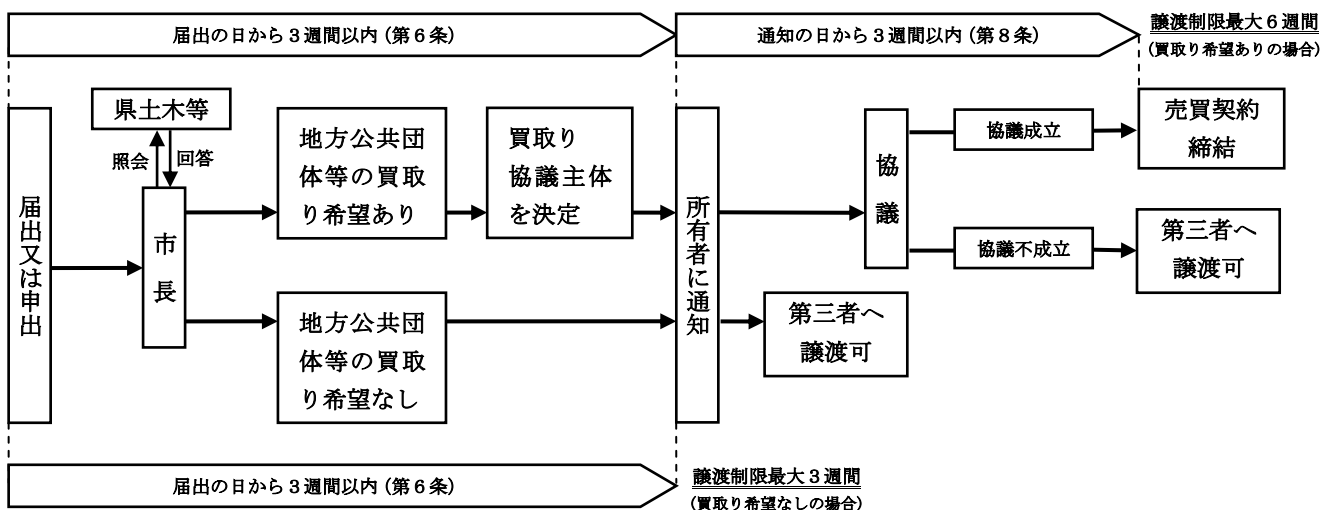 届出の日から3週間以内(第6条)
通知の日から3週間以内(第8条)
譲渡制限最大6週間
(買取り希望ありの場合)
届出又は申出
県土木等
照会
回答
市長
地方公共団
体等の買取
り希望あり
買取り
協議主体
を決定
地方公共団
体等の買取
り希望なし
所有者に通知
第三者へ
譲渡可
協議
協議成立
売買契約
締結
協議不成立
第三者へ
譲渡可
届出の日から3週間以内(第6条)
譲渡制限最大3週間
(買取り希望なしの場合)